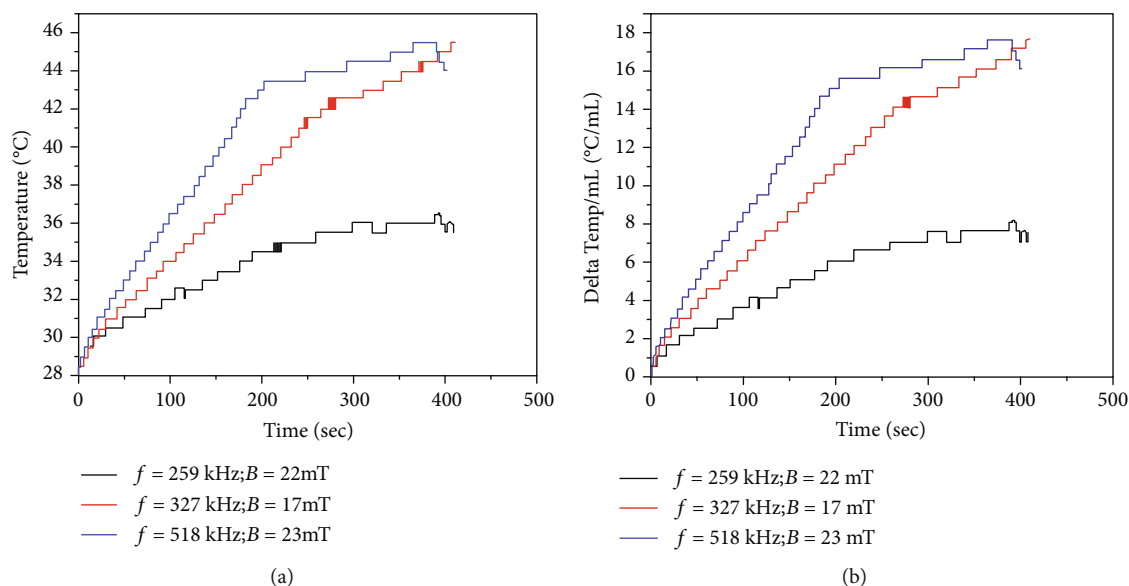 (a)
Temperature (°C)
46
44
42
40
38
36
34
32
30
28
0
100
200
300
400
500
Time (sec)
f = 259 kHz;B = 22mT
f = 327 kHz;B = 17mT
f = 518 kHz;B = 23mT
(a)
(b)
Delta Temp/mL (°C/mL)
18
16
14
12
10
8
6
4
2
0
0
100
200
300
400
500
Time (sec)
f = 259 kHz;B = 22 mT
f = 327 kHz;B = 17 mT
f = 518 kHz;B = 23 mT
(b)